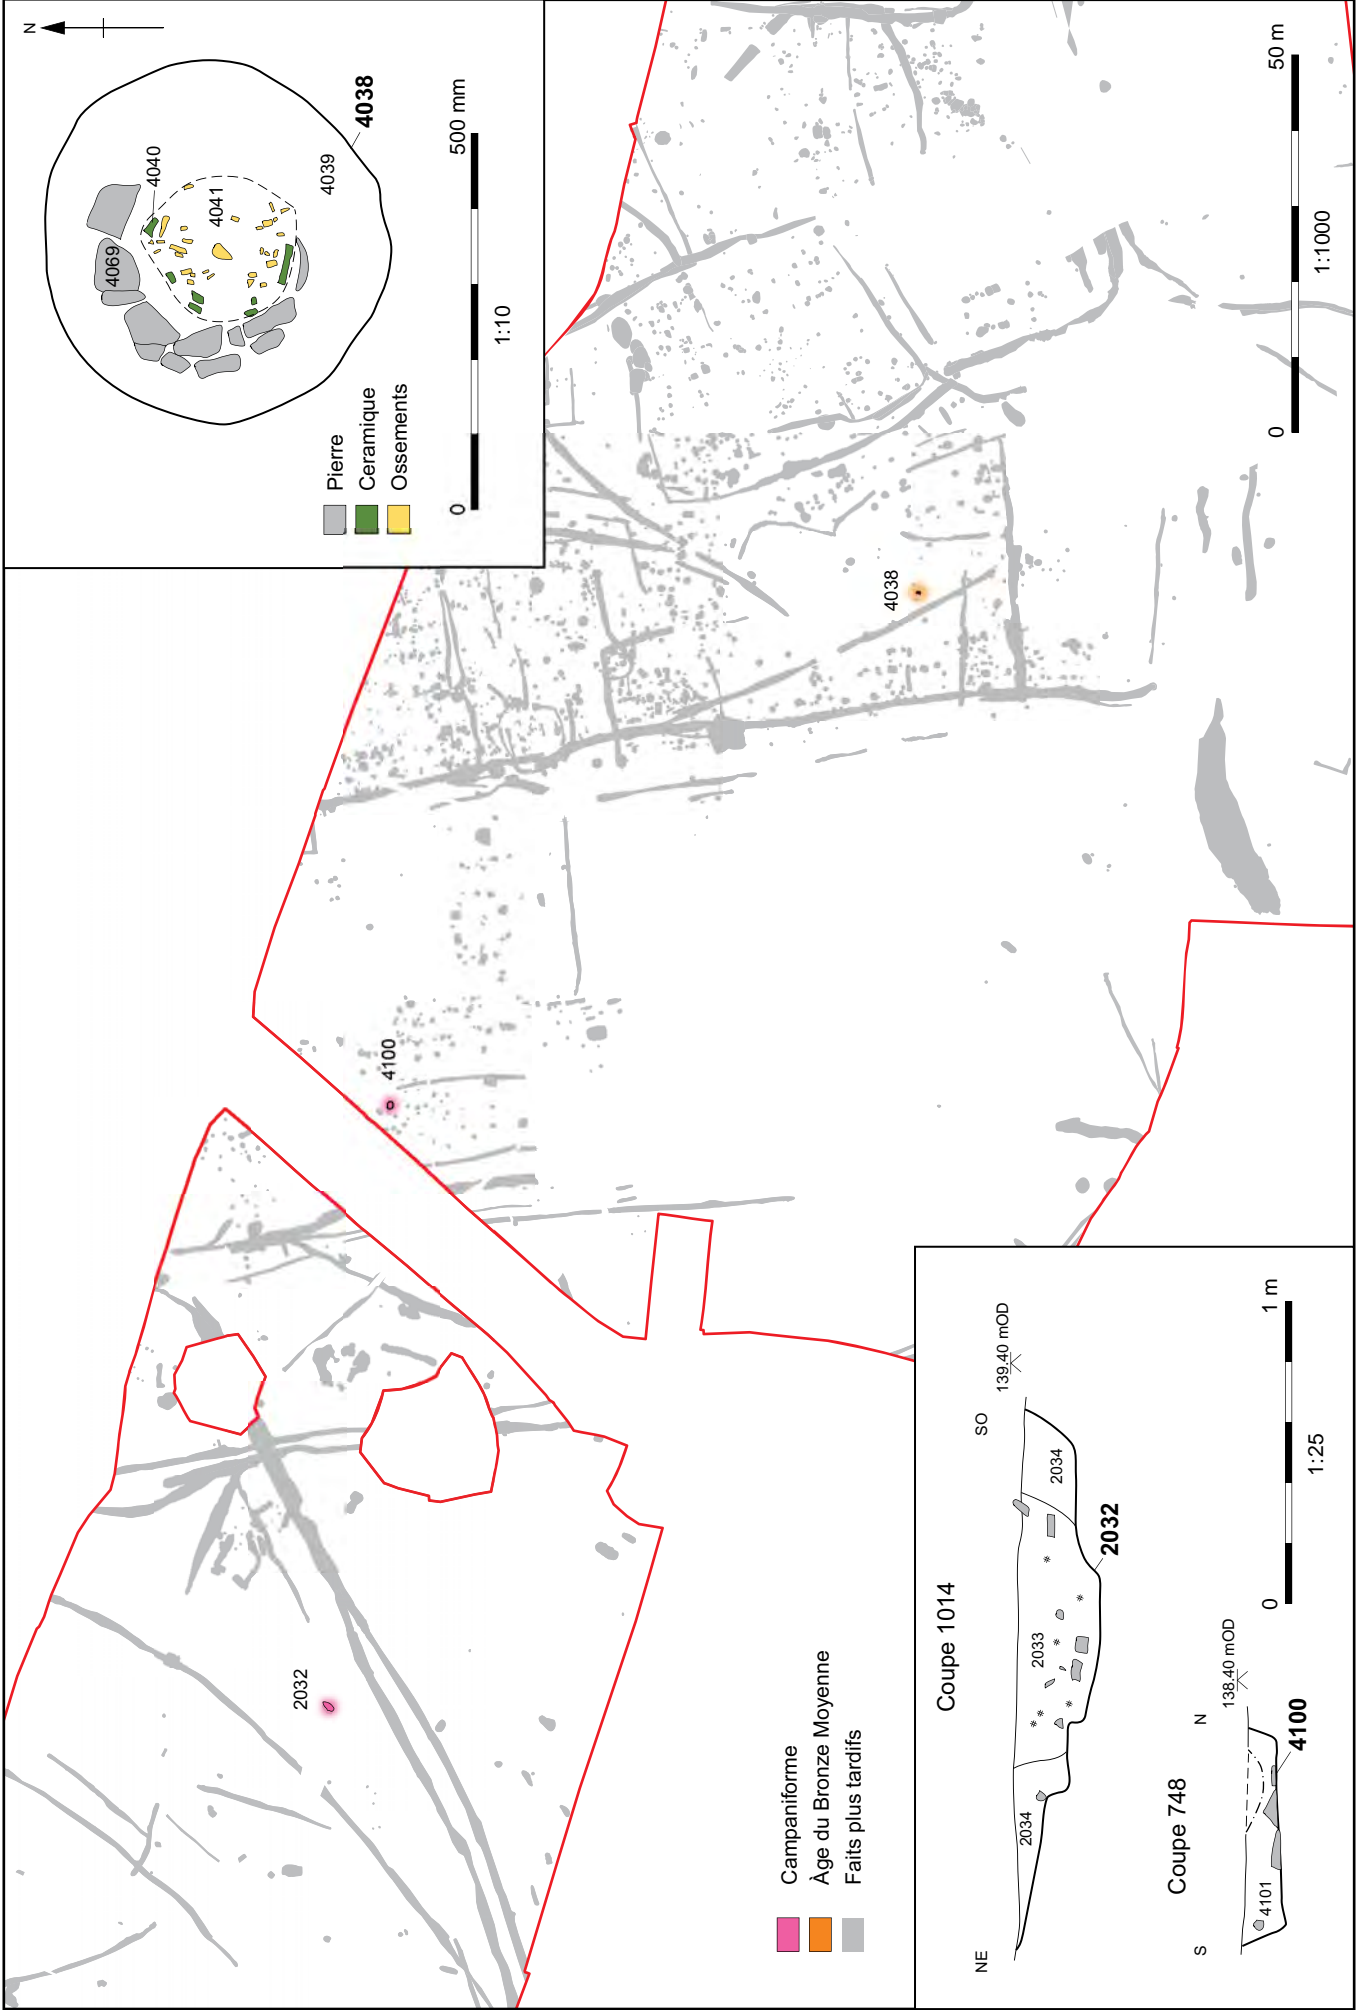 N
4038
4040
4041
4039
4069
Pierre
Ceramique
Ossements
0
500 mm
1:10
2032
4100
4038
0
50 m
1:1000
Campaniforme
Àge du Bronze Moyenne
Faits plus tardifs
Coupe 1014
NE
SO
139.40 mOD
2034
2033
2034
2032
Coupe 748
S
N
138.40 mOD
4101
4100
0
1 m
1:25